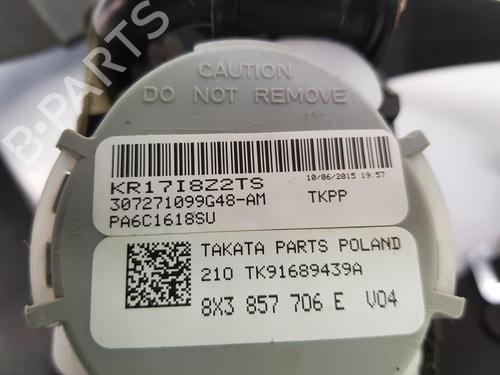 CAUTION
DO NOT REMOVE
KR17I8Z2TS
10/06/2015 19:57
307271099G48-AM
TKPP
PA6C1618SU
TAKATA PARTS POLAND
210 TK91689439A
8X3 857 706 E V04
B-PARTS